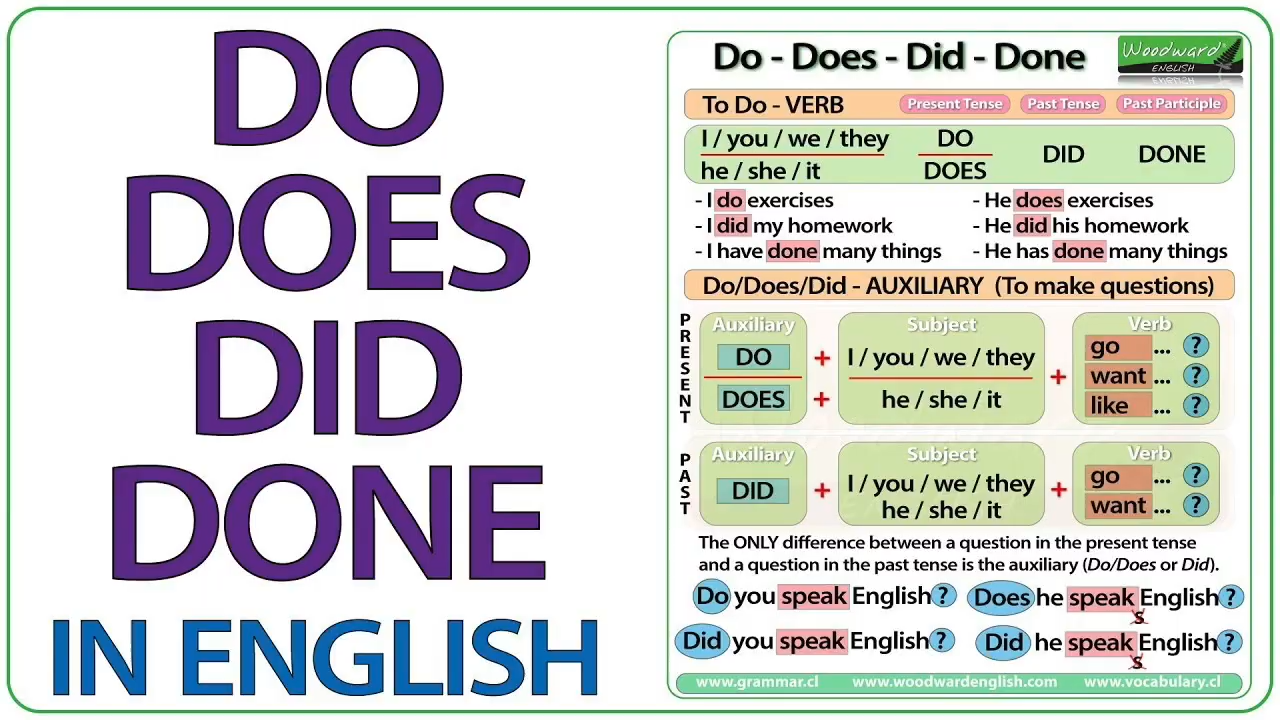 DO
DOES
DID
DONE
IN ENGLISH
Do - Does - Did - Done
Woodward®
ENGLISH
To Do - VERB Present Tense Past Tense Past Participle
I / you / we / they DO
he / she / it DOES
DID DONE
- I do exercises
- He does exercises
- I did my homework
- He did his homework
- I have done many things
- He has done many things
Do/Does/Did - AUXILIARY (To make questions)
PRESENT
Auxiliary Subject Verb
DO + I / you / we / they
DOES + he / she / it
+
go ... ?
want ... ?
like ... ?
PAST
Auxiliary Subject Verb
DID + I / you / we / they
he / she / it
+
go ... ?
want ... ?
The ONLY difference between a question in the present tense
and a question in the past tense is the auxiliary (Do/Does or Did).
Do you speak English?
Does he speak English?
s
Did you speak English?
Did he speak English?
s
www.grammar.cl www.woodwardenglish.com www.vocabulary.cl